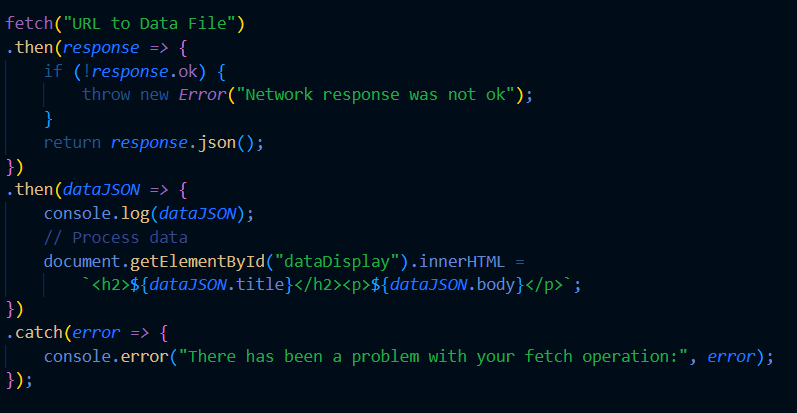 fetch("URL to Data File")
.then(response => {
    if (!response.ok) {
        throw new Error("Network response was not ok");
    }
    return response.json();
})
.then(dataJSON => {
    console.log(dataJSON);
    // Process data
    document.getElementById("dataDisplay").innerHTML =
        `<h2>${dataJSON.title}</h2><p>${dataJSON.body}</p>`;
})
.catch(error => {
    console.error("There has been a problem with your fetch operation:", error);
});